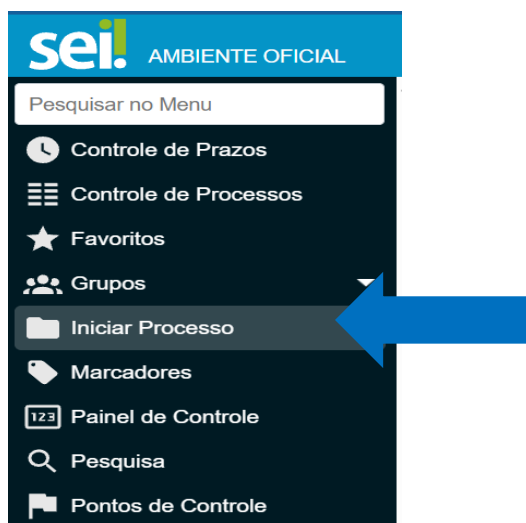 sei! AMBIENTE OFICIAL
Pesquisar no Menu
Controle de Prazos
Controle de Processos
Favoritos
Grupos
Iniciar Processo
Marcadores
123 Painel de Controle
Pesquisa
Pontos de Controle